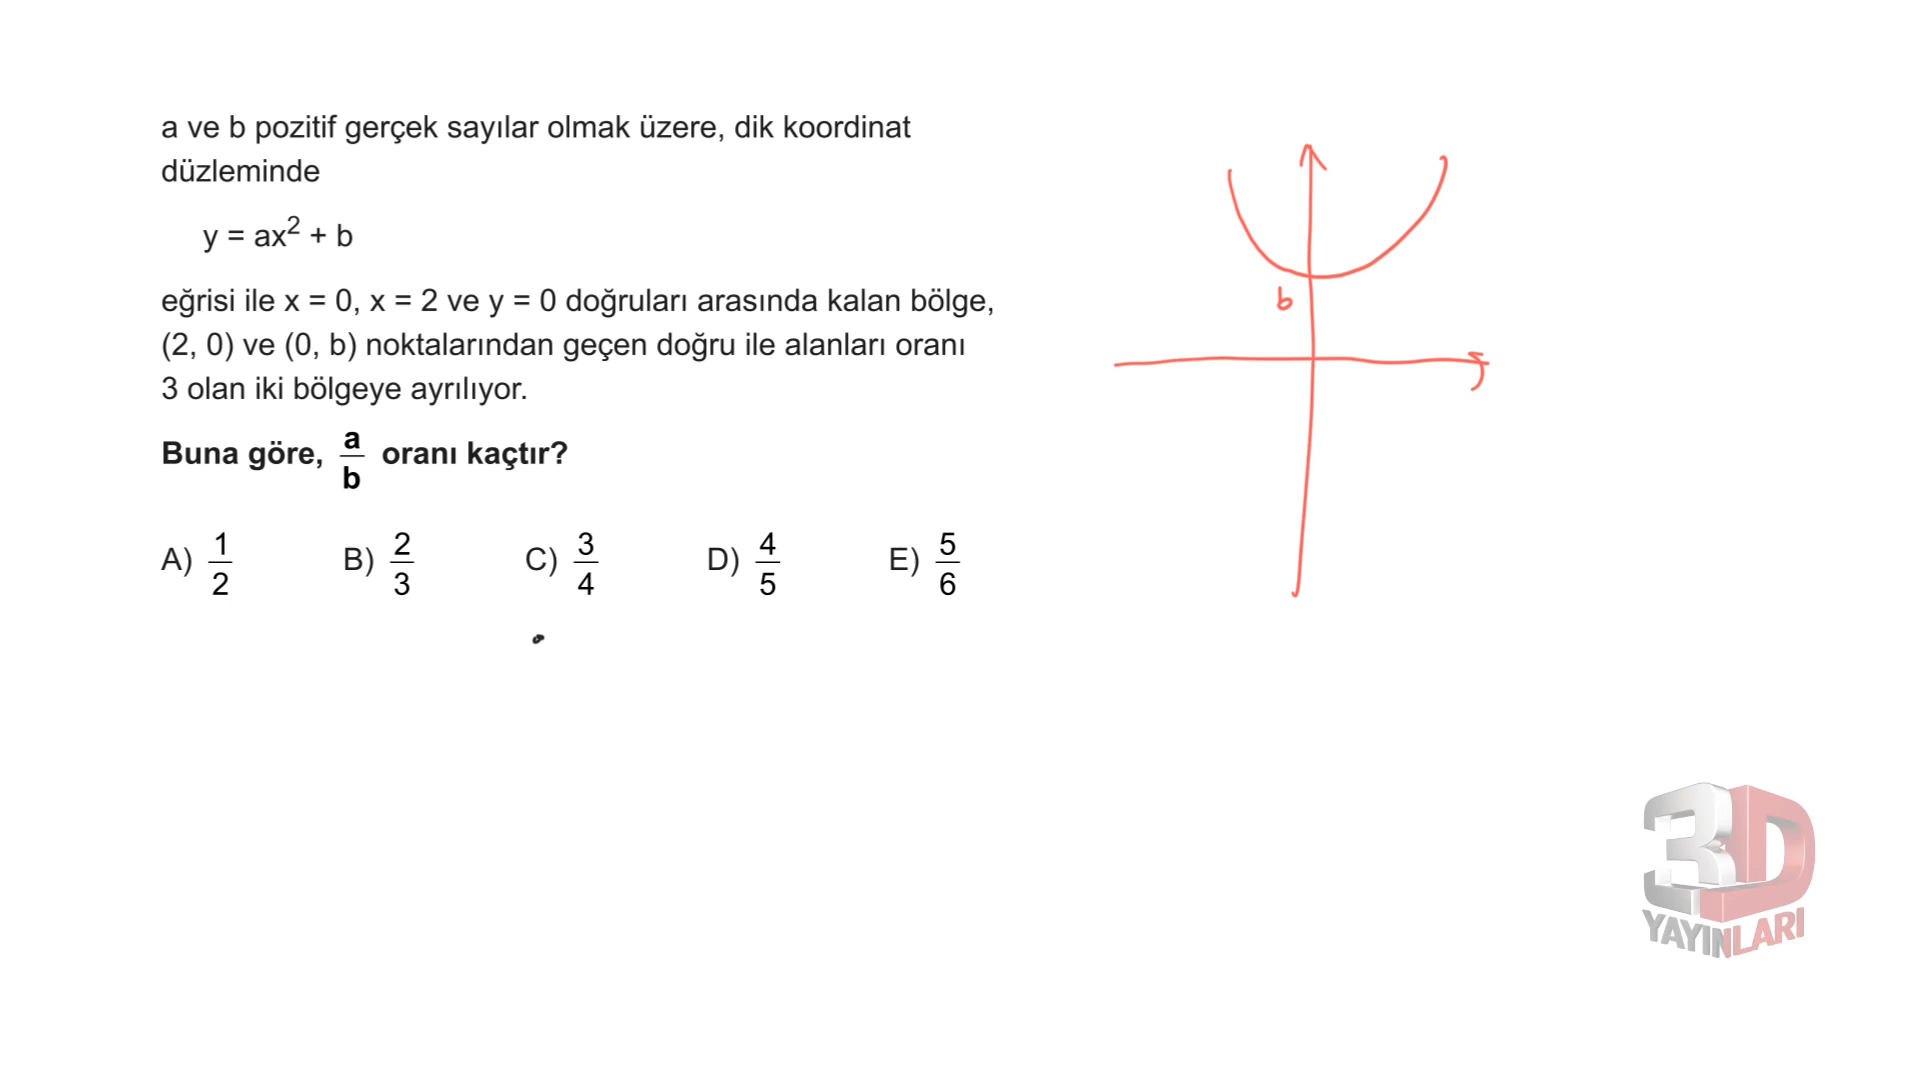 a ve b pozitif gerçek sayılar olmak üzere, dik koordinat
düzleminde
y = ax² + b
eğrisi ile x = 0, x = 2 ve y = 0 doğruları arasında kalan bölge,
(2, 0) ve (0, b) noktalarından geçen doğru ile alanları oranı
3 olan iki bölgeye ayrılıyor.
Buna göre, a/b oranı kaçtır?
A) 1/2 B) 2/3 C) 3/4 D) 4/5 E) 5/6
b
3D
YAYINLARI